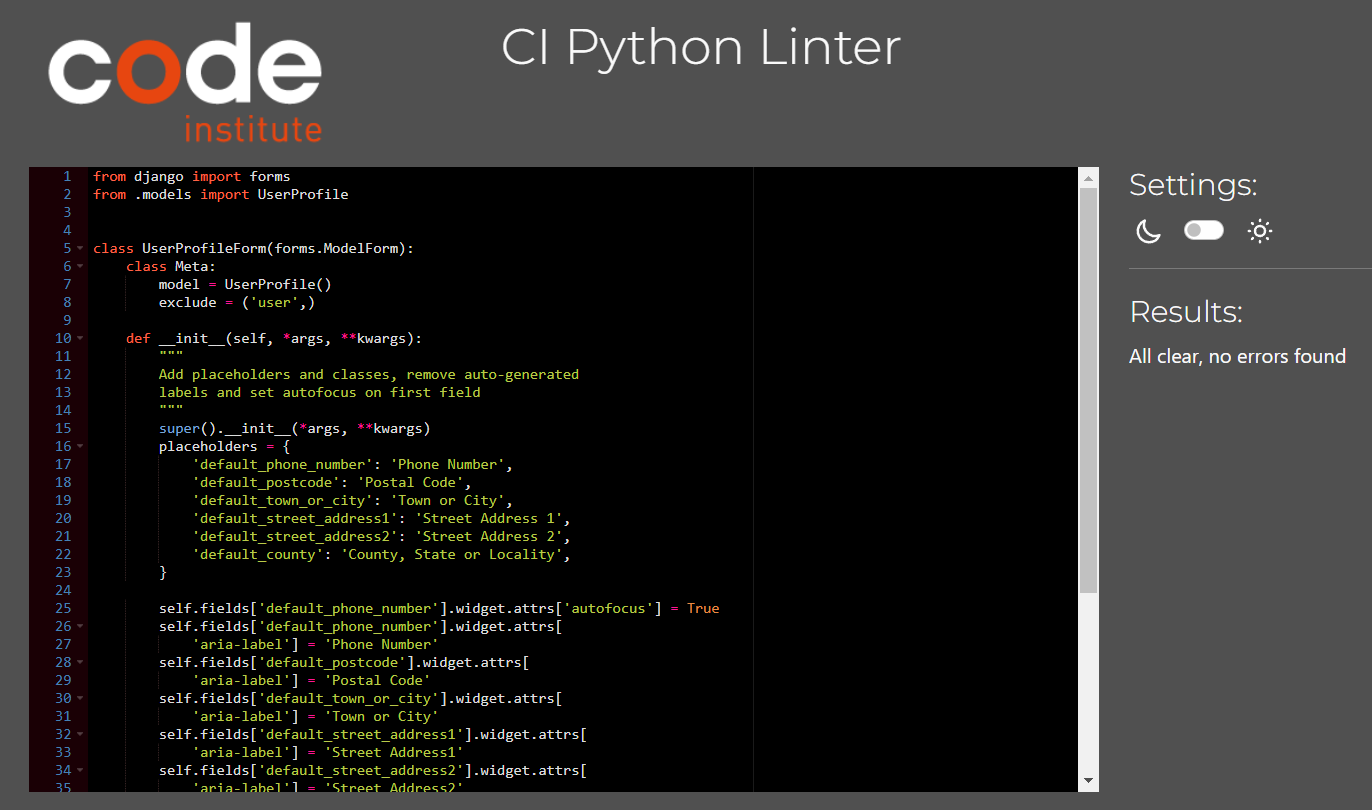 code
institute
CI Python Linter
1 from django import forms
2 from .models import UserProfile
3
4
5 class UserProfileForm(forms.ModelForm):
6     class Meta:
7         model = UserProfile()
8         exclude = ('user',)
9
10     def __init__(self, *args, **kwargs):
11         """
12         Add placeholders and classes, remove auto-generated
13         labels and set autofocus on first field
14         """
15         super().__init__(*args, **kwargs)
16         placeholders = {
17             'default_phone_number': 'Phone Number',
18             'default_postcode': 'Postal Code',
19             'default_town_or_city': 'Town or City',
20             'default_street_address1': 'Street Address 1',
21             'default_street_address2': 'Street Address 2',
22             'default_county': 'County, State or Locality',
23         }
24
25         self.fields['default_phone_number'].widget.attrs['autofocus'] = True
26         self.fields['default_phone_number'].widget.attrs[
27             'aria-label'] = 'Phone Number'
28         self.fields['default_postcode'].widget.attrs[
29             'aria-label'] = 'Postal Code'
30         self.fields['default_town_or_city'].widget.attrs[
31             'aria-label'] = 'Town or City'
32         self.fields['default_street_address1'].widget.attrs[
33             'aria-label'] = 'Street Address1'
34         self.fields['default_street_address2'].widget.attrs[
35             'aria-label'] = 'Street Address2'
Settings:
Results:
All clear, no errors found